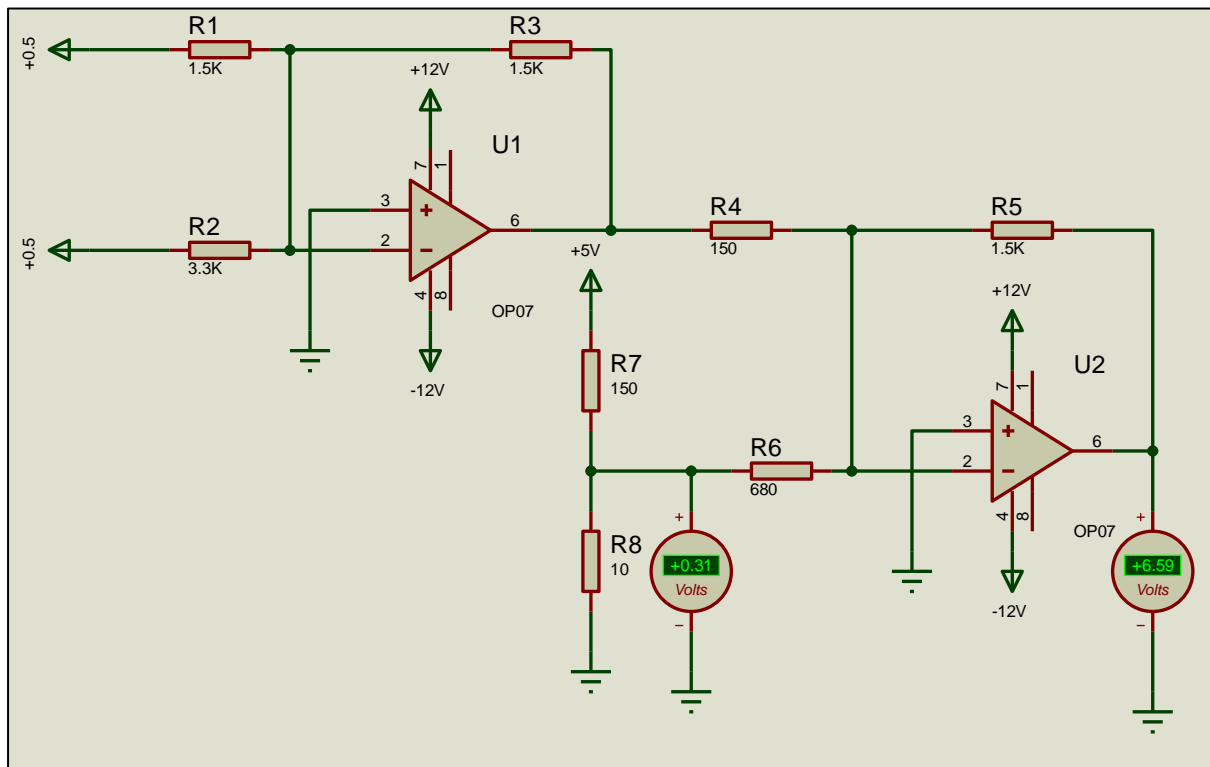 R1
R3
+0.5
1.5K
1.5K
+12V
U1
7
1
3
+
6
R2
2
−
R4
R5
+0.5
3.3K
+5V
150
1.5K
4
8
+12V
OP07
U2
R7
-12V
150
7
1
3
+
6
R6
2
−
680
4
8
R8
+
OP07
+
10
+0.31
+6.59
Volts
Volts
-12V
−
−